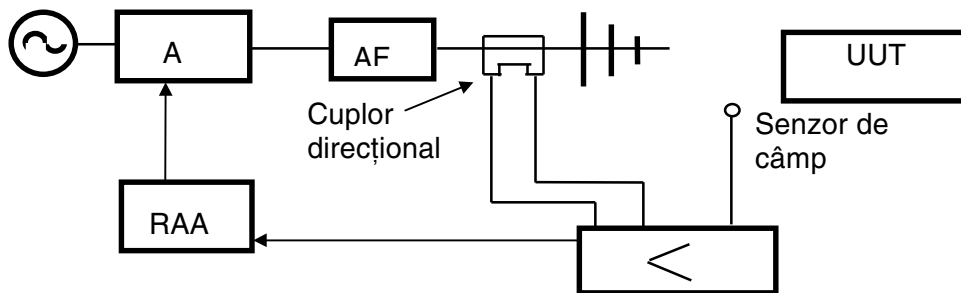 A
AF
UUT
Cuplor
direcțional
Senzor de
câmp
RAA